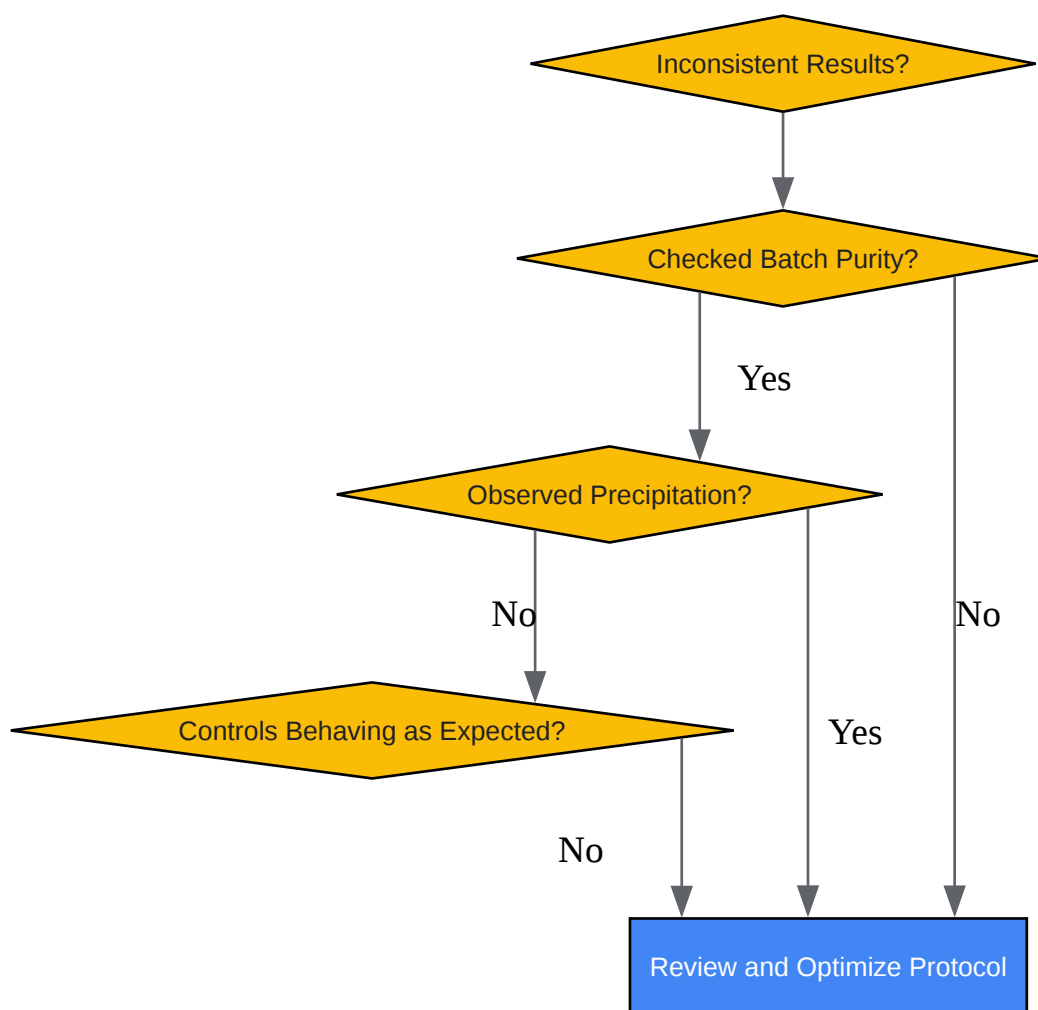 Inconsistent Results?
Checked Batch Purity?
Yes
Observed Precipitation?
No
No
Controls Behaving as Expected?
Yes
No
Review and Optimize Protocol